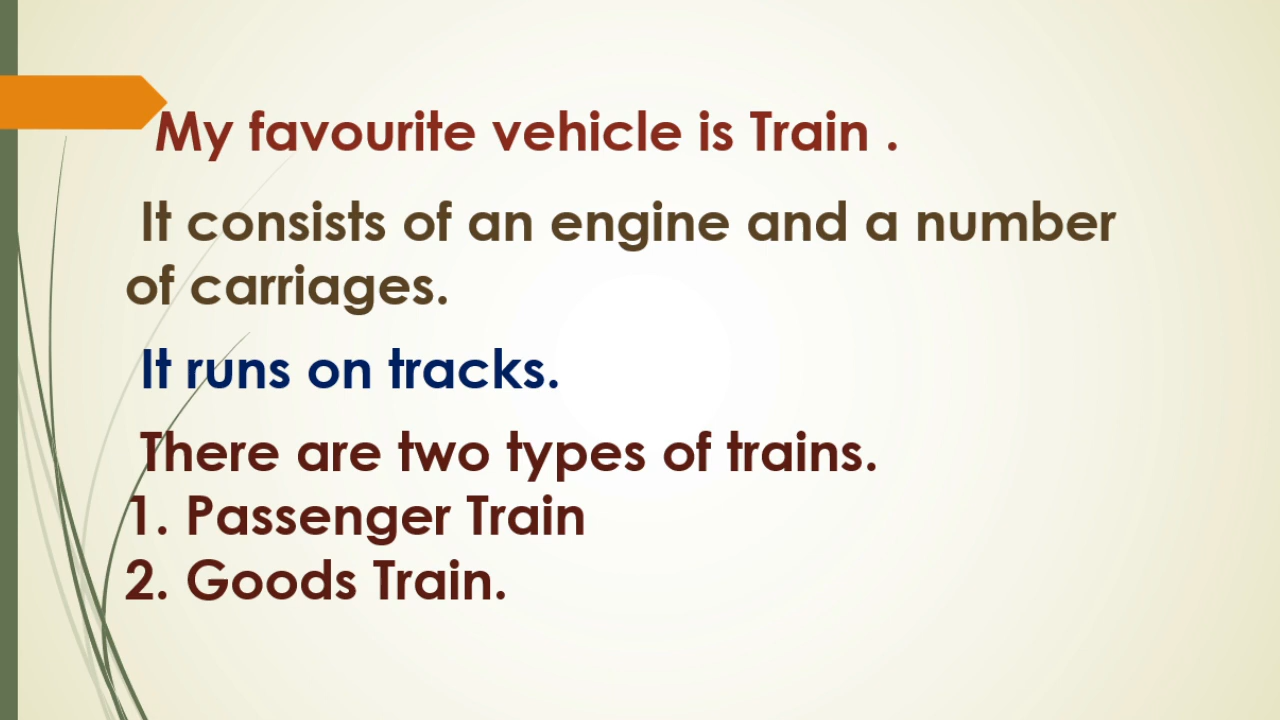 My favourite vehicle is Train .
It consists of an engine and a number
of carriages.
It runs on tracks.
There are two types of trains.
1. Passenger Train
2. Goods Train.